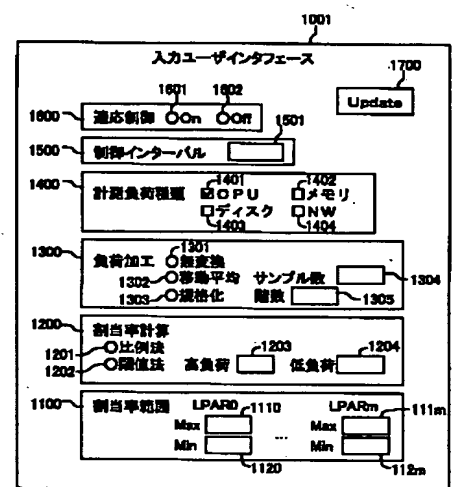 1001
入力ユーザインタフェース
1700
Update
1601 1602
1600 適応制御 On Off
1501
1500 制御インターバル
1400 1401 1402
計測負荷種類 CPU メモリ
ディスク NW
1403 1404
1300 1301
負荷加工 無変換
1302 移動平均 サンプル数 1304
1303 規格化 階数 1305
1200 割当率計算
1201 比例法 1203 1204
1202 閾値法 高負荷 低負荷
1100 割当率範囲 LPAR0 1110 LPARm 111m
Max Max
Min ... Min
1120 112m